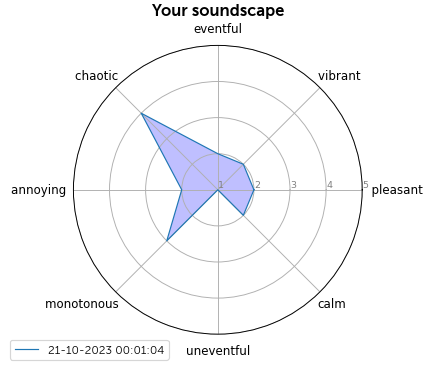 Your soundscape
eventful
chaotic
vibrant
annoying
1
2
3
4
5
pleasant
monotonous
calm
21-10-2023 00:01:04
uneventful